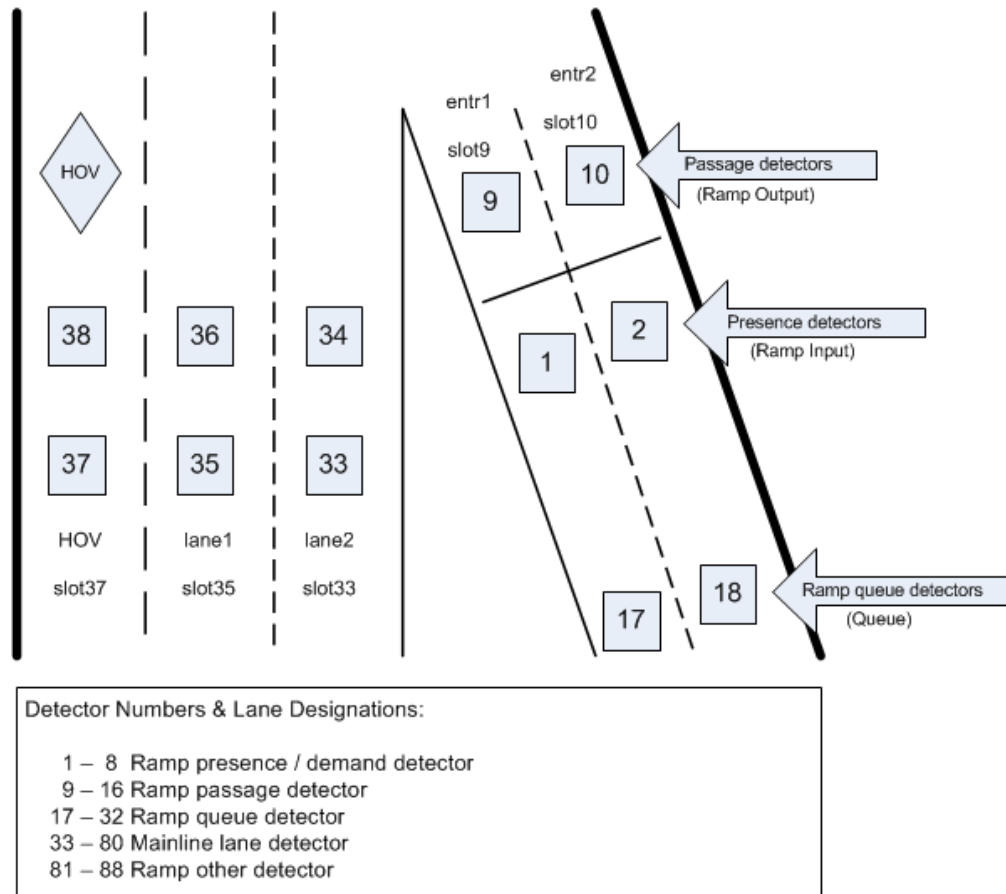 entr2
entr1
slot10
HOV
slot9
10
Passage detectors
(Ramp Output)
9
38
36
34
1
2
Presence detectors
(Ramp Input)
37
35
33
HOV
lane1
lane2
slot37
slot35
slot33
17
18
Ramp queue detectors
(Queue)
Detector Numbers & Lane Designations:
1 – 8 Ramp presence / demand detector
9 – 16 Ramp passage detector
17 – 32 Ramp queue detector
33 – 80 Mainline lane detector
81 – 88 Ramp other detector